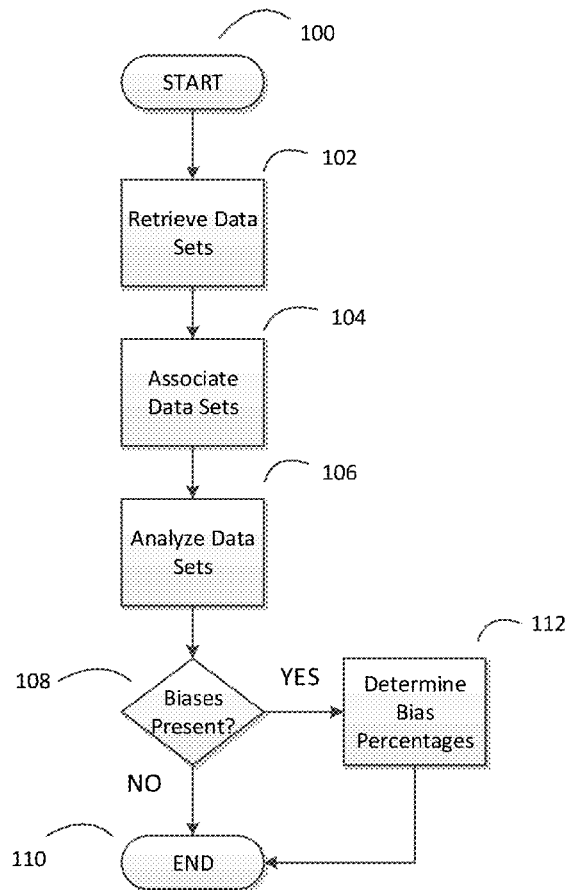 100
START
102
Retrieve Data
Sets
104
Associate
Data Sets
106
Analyze Data
Sets
112
108
Biases
Present?
YES
Determine
Bias
Percentages
NO
110
END